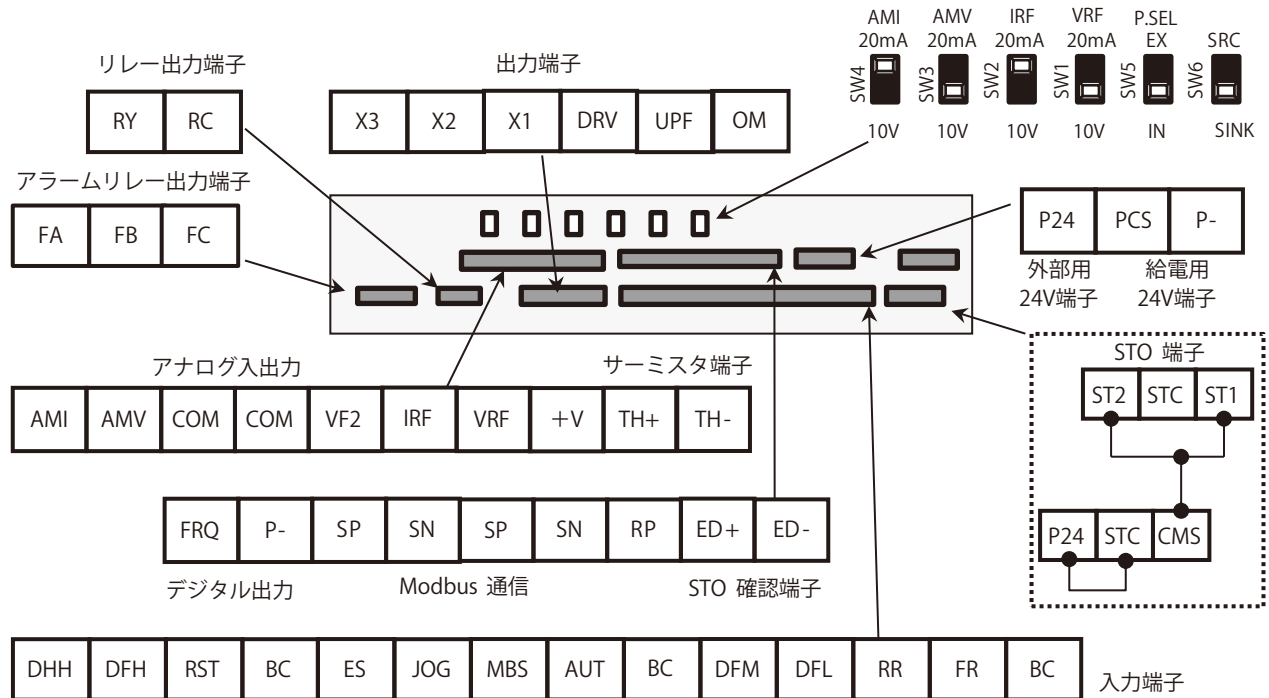 AMI AMV IRF VRF P.SEL
20mA 20mA 20mA 20mA EX SRC
SW4 SW3 SW2 SW1 SW5 SW6
10V 10V 10V 10V IN SINK
リレー出力端子
RY RC
出力端子
X3 X2 X1 DRV UPF OM
アラームリレー出力端子
FA FB FC
P24 PCS P-
外部用 給電用
24V端子 24V端子
アナログ入出力 サーミスタ端子
AMI AMV COM COM VF2 IRF VRF +V TH+ TH-
STO 端子
ST2 STC ST1
P24 STC CMS
FRQ P- SP SN SP SN RP ED+ ED-
デジタル出力 Modbus 通信 STO 確認端子
DHH DFH RST BC ES JOG MBS AUT BC DFM DFL RR FR BC
入力端子